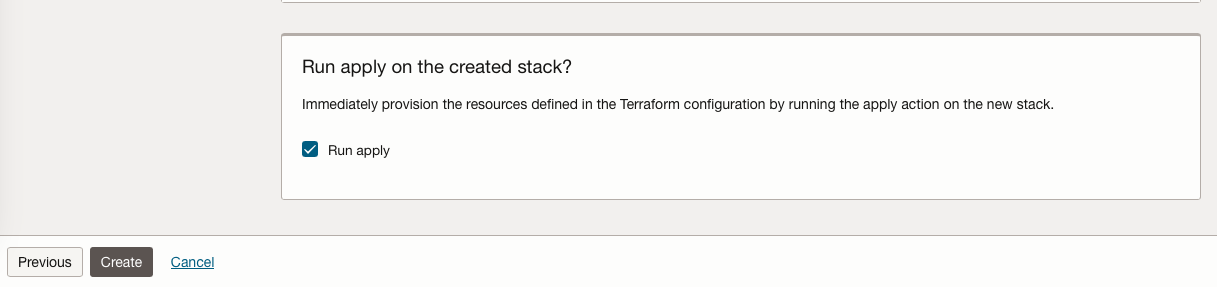 Run apply on the created stack?
Immediately provision the resources defined in the Terraform configuration by running the apply action on the new stack.
Run apply
Previous Create Cancel